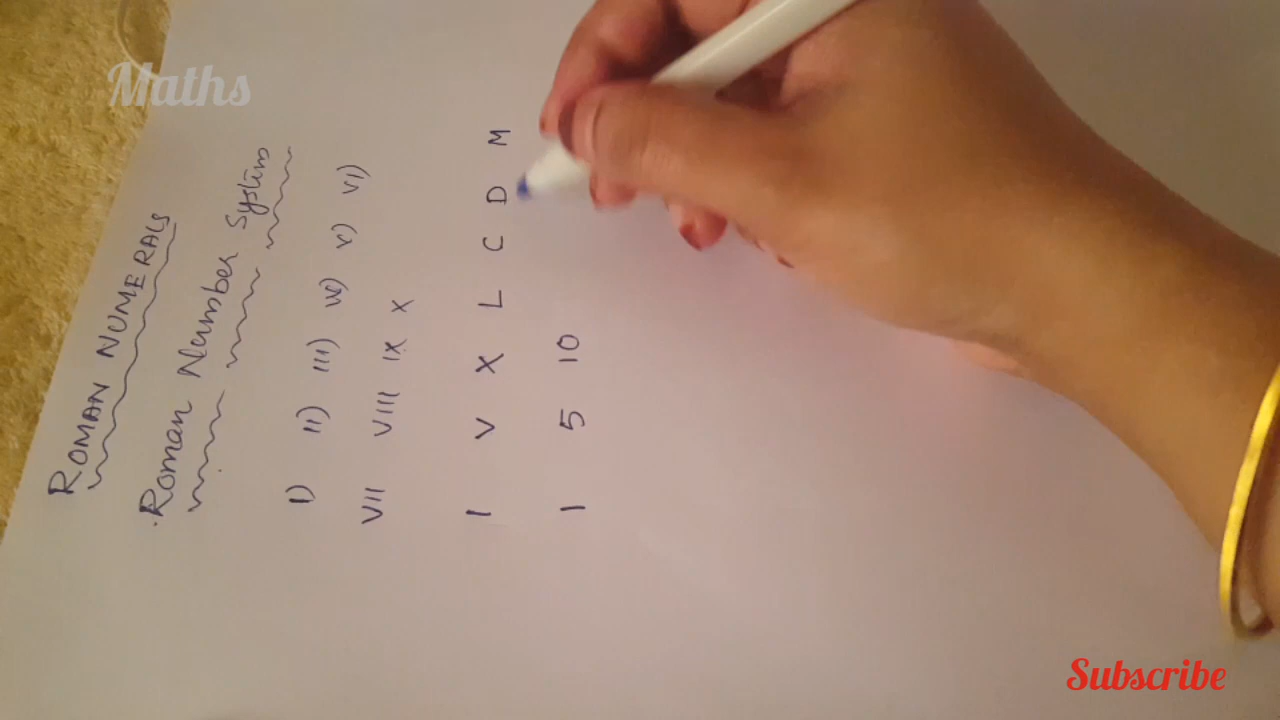 Maths
ROMAN NUMERALS
Roman Number System
I) II) III) IV) V) VI)
VII VIII IX X
I V X L C D M
1 5 10
Subscribe